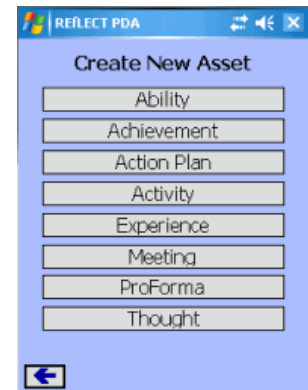 REfLECT PDA
Create New Asset
Ability
Achievement
Action Plan
Activity
Experience
Meeting
ProForma
Thought